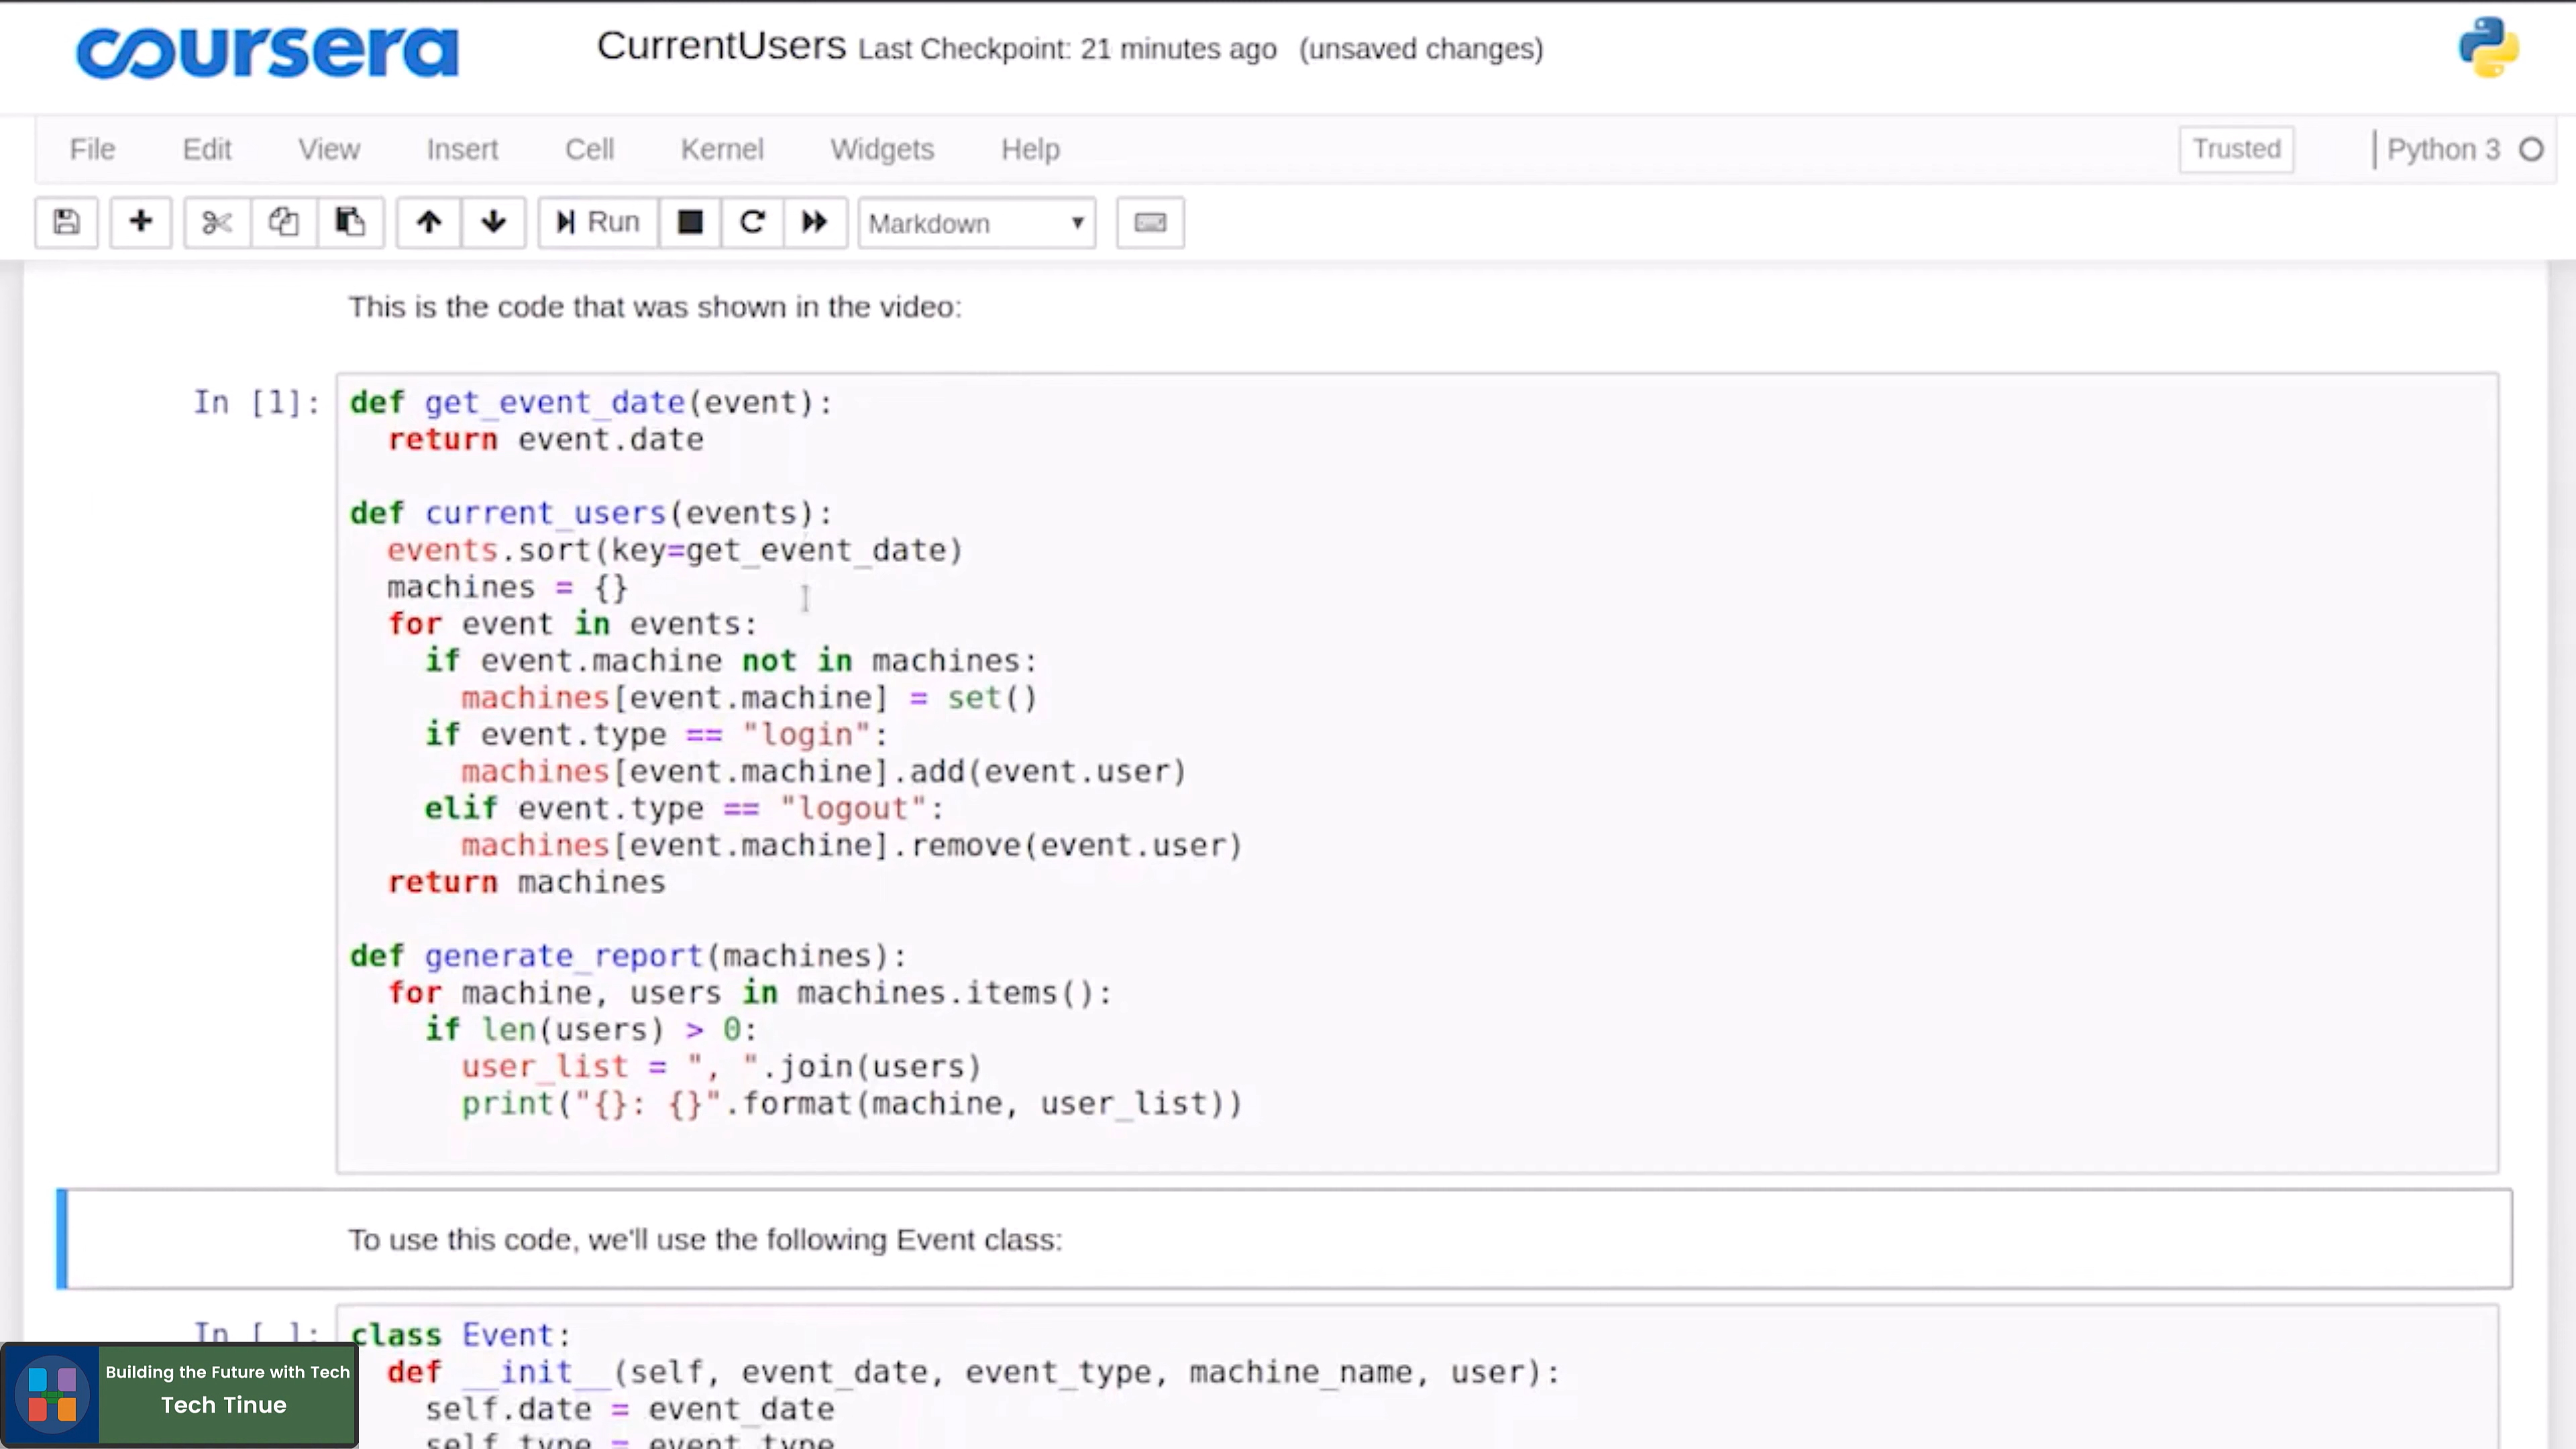 coursera CurrentUsers Last Checkpoint: 21 minutes ago (unsaved changes)
File Edit View Insert Cell Kernel Widgets Help Trusted Python 3
Run Markdown
This is the code that was shown in the video:
In [1]: def get_event_date(event):
  return event.date
def current_users(events):
  events.sort(key=get_event_date)
  machines = {}
  for event in events:
    if event.machine not in machines:
      machines[event.machine] = set()
    if event.type == "login":
      machines[event.machine].add(event.user)
    elif event.type == "logout":
      machines[event.machine].remove(event.user)
  return machines
def generate_report(machines):
  for machine, users in machines.items():
    if len(users) > 0:
      user_list = ", ".join(users)
      print("{}: {}".format(machine, user_list))
To use this code, we'll use the following Event class:
In [ ]: class Event:
  def __init__(self, event_date, event_type, machine_name, user):
    self.date = event_date
    self.type = event_type
Building the Future with Tech
Tech Tinue